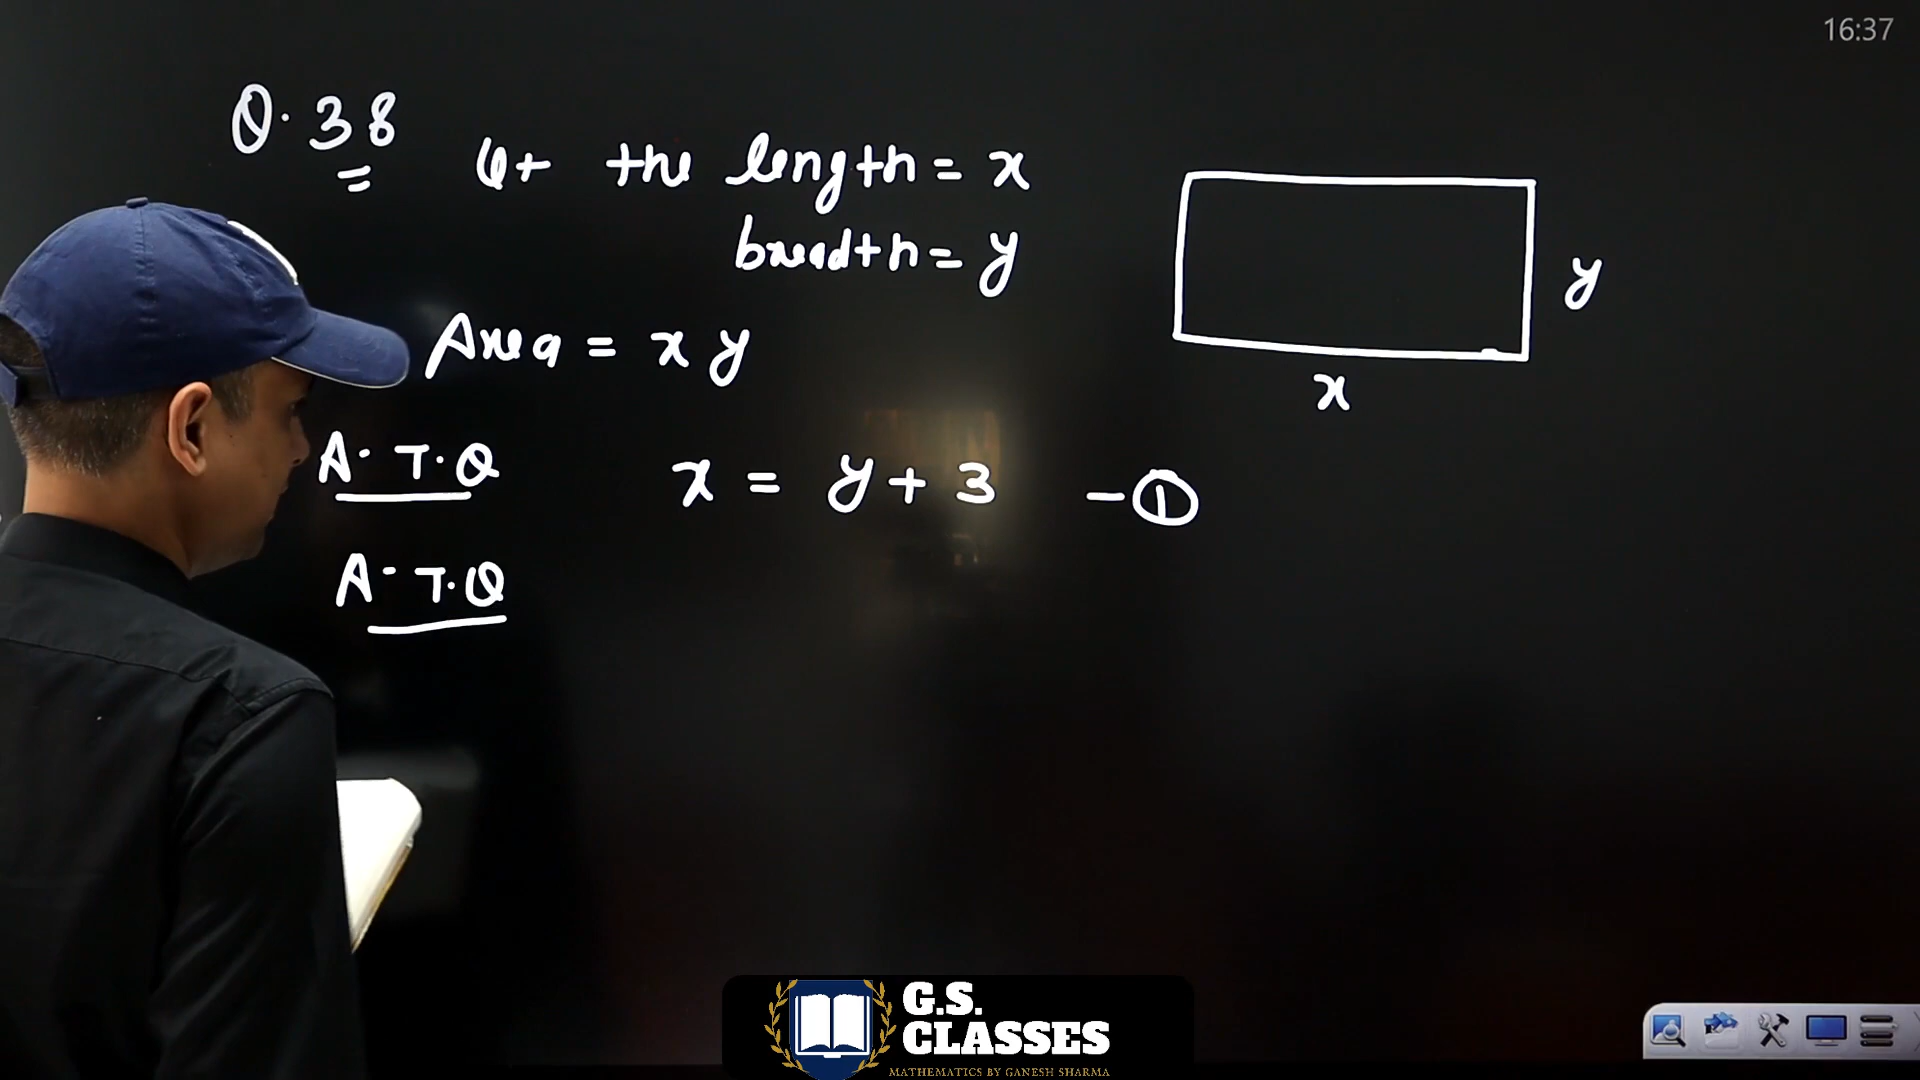 16:37
Q. 38
Let the length = x
breadth = y
y
Area = x y
x
A. T. Q x = y + 3 - ①
A. T. Q
G.S.
CLASSES
MATHEMATICS BY GANESH SHARMA